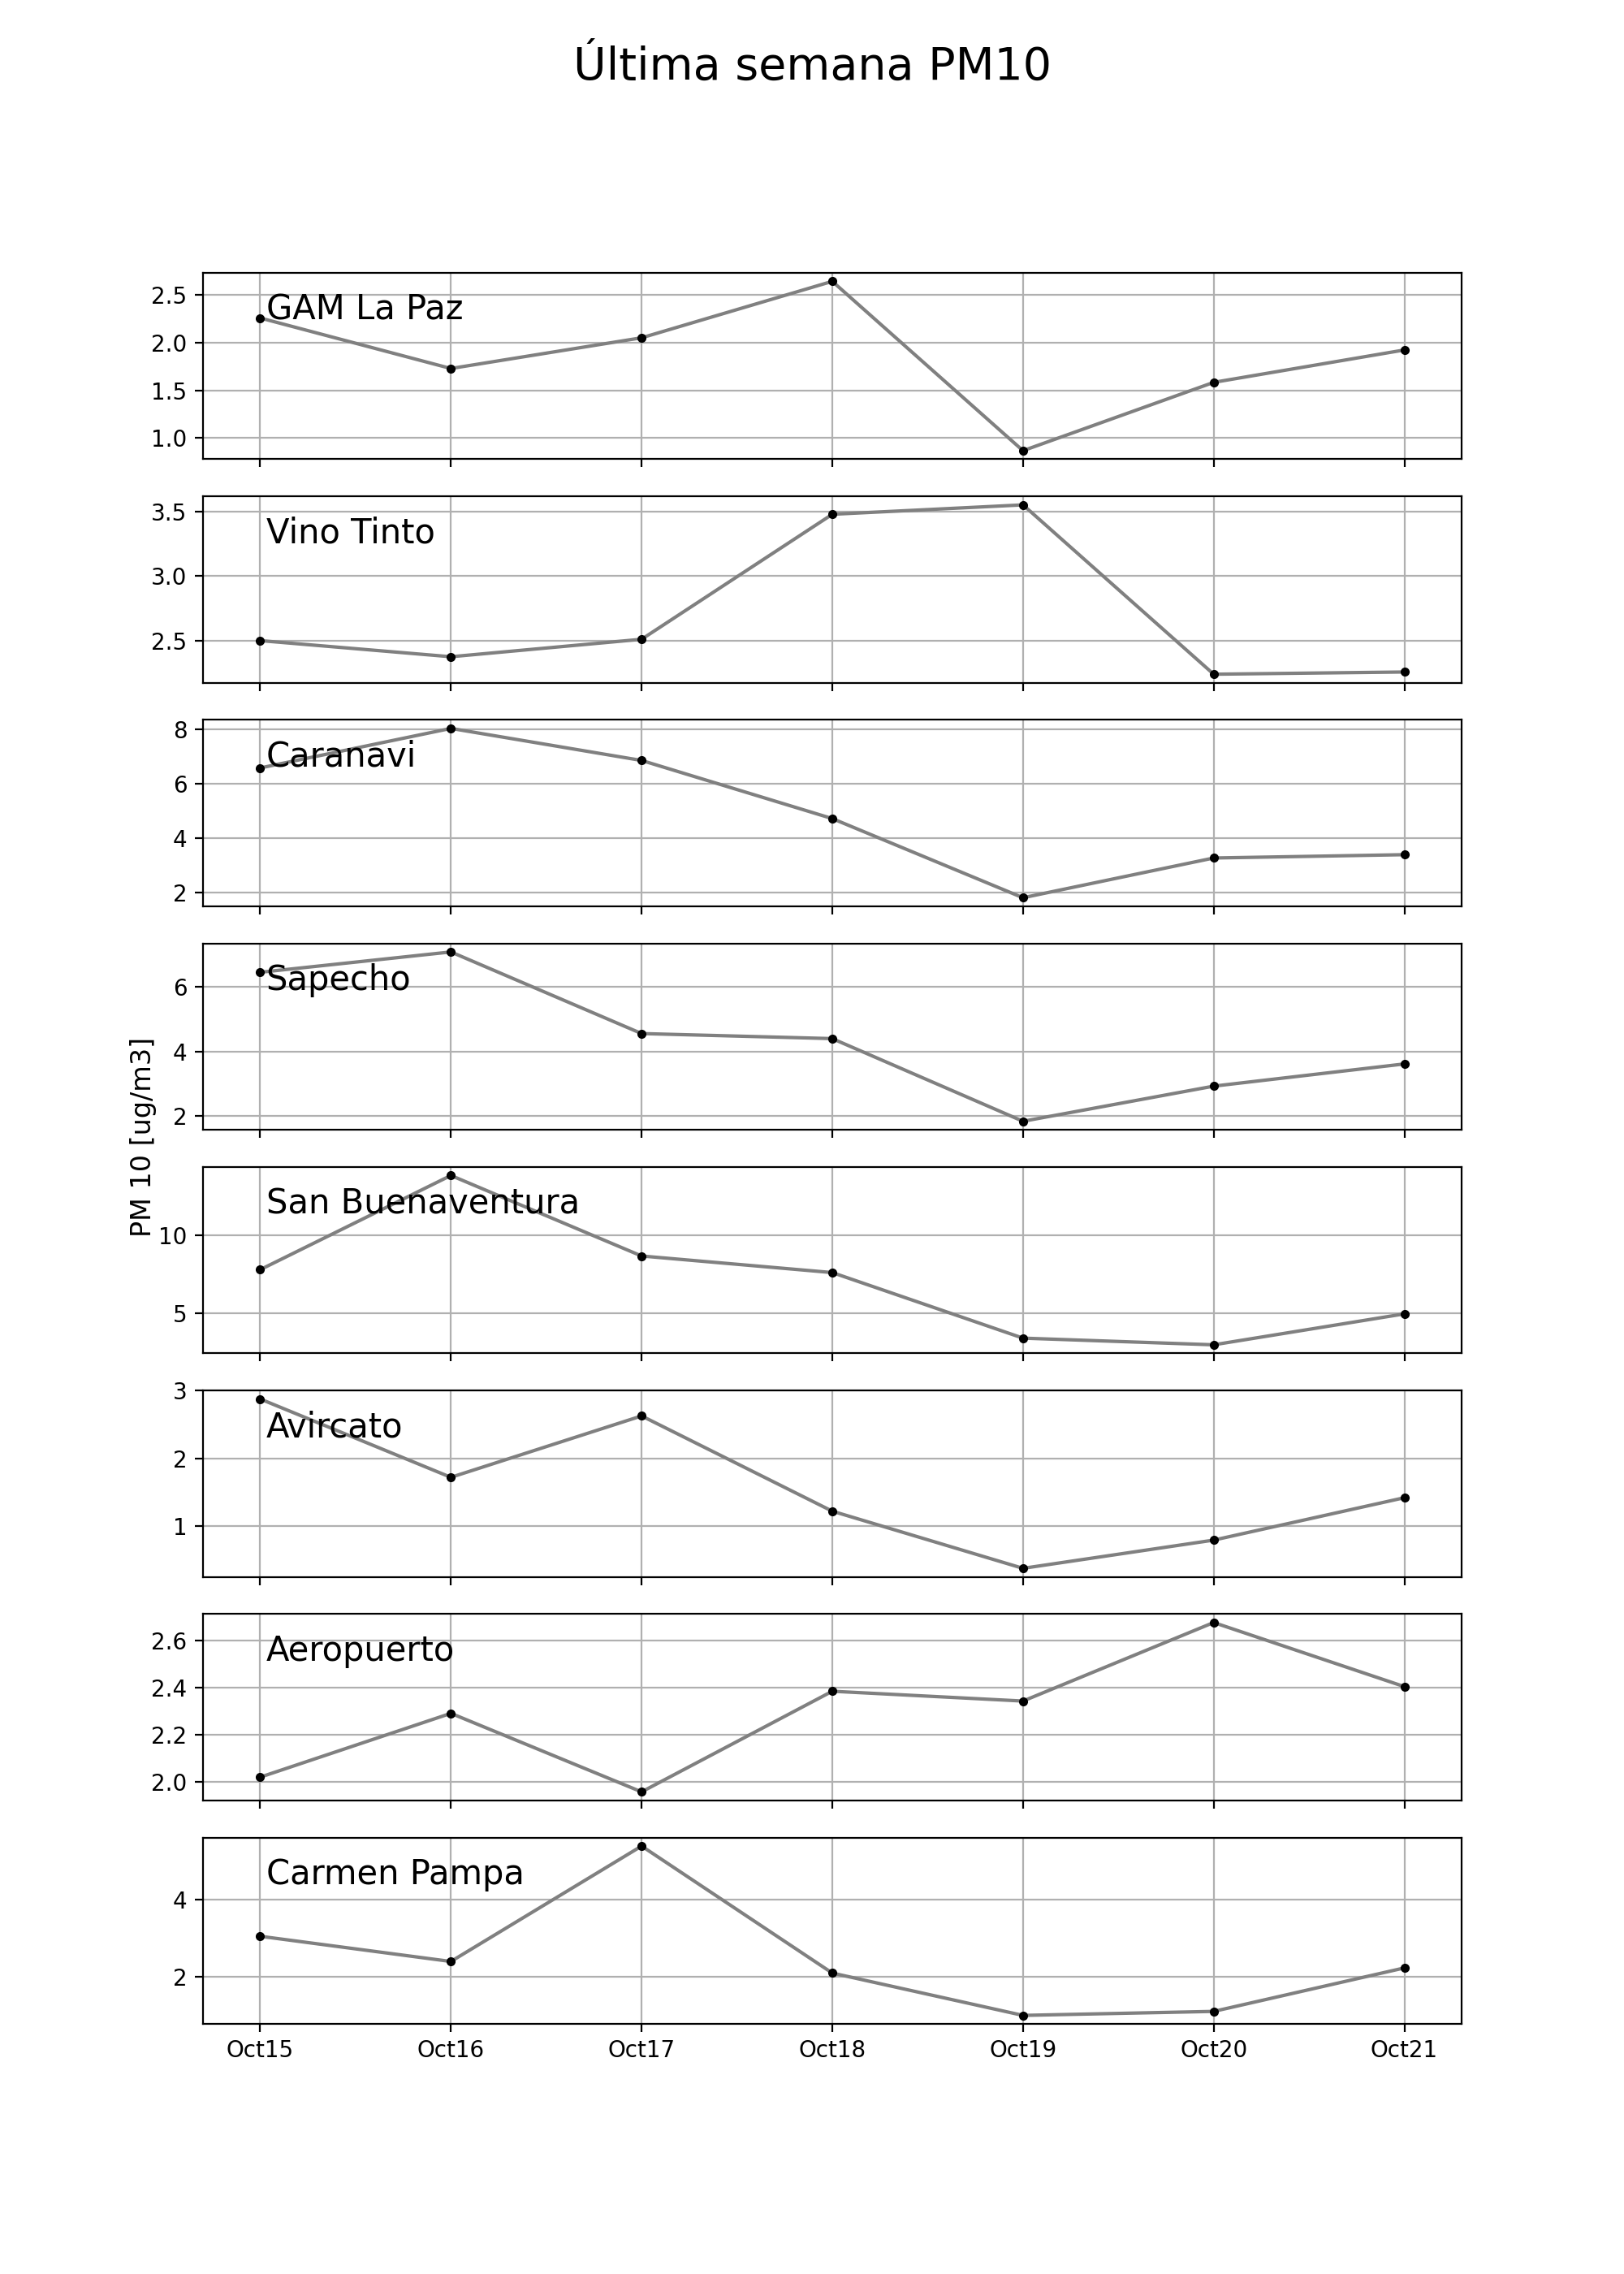 Última semana PM10
GAM La Paz
2.5
2.0
1.5
1.0
Vino Tinto
3.5
3.0
2.5
Caranavi
8
6
4
2
Sapecho
6
4
2
PM 10 [ug/m3]
San Buenaventura
10
5
Avircato
3
2
1
Aeropuerto
2.6
2.4
2.2
2.0
Carmen Pampa
4
2
Oct15 Oct16 Oct17 Oct18 Oct19 Oct20 Oct21